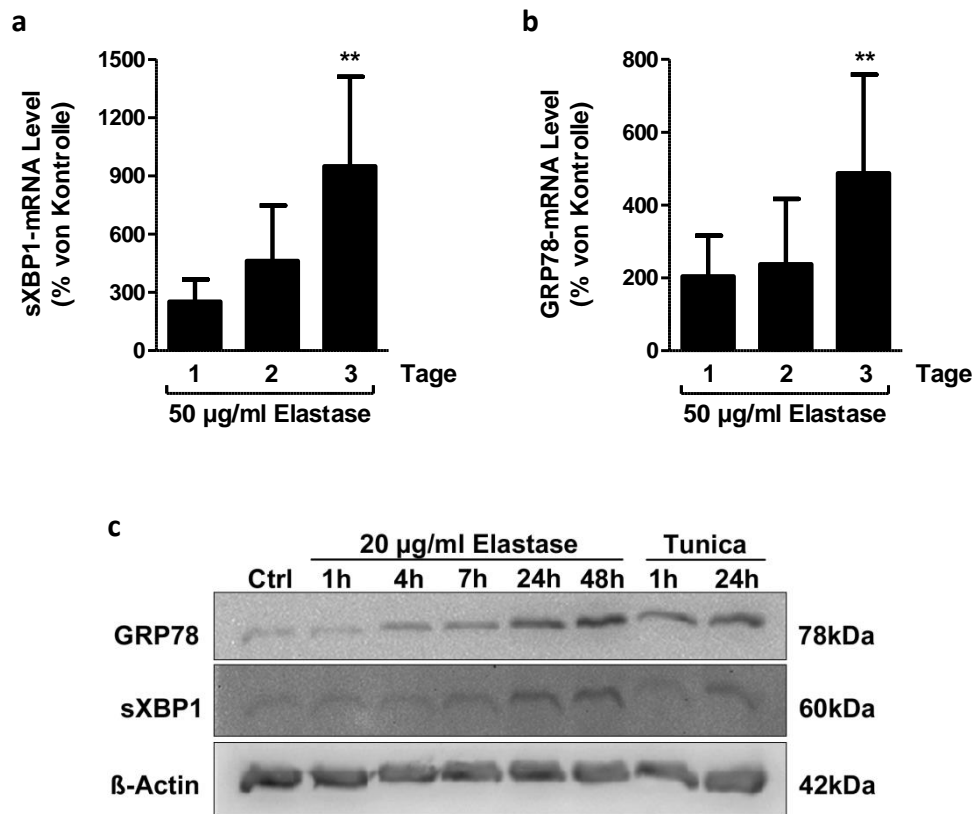 a
sXBP1-mRNA Level
(% von Kontrolle)
1500
1200
900
600
300
0
**
1 2 3 Tage
50 µg/ml Elastase
b
GRP78-mRNA Level
(% von Kontrolle)
800
600
400
200
0
**
1 2 3 Tage
50 µg/ml Elastase
c
20 µg/ml Elastase Tunica
Ctrl 1h 4h 7h 24h 48h 1h 24h
GRP78 78kDa
sXBP1 60kDa
ß-Actin 42kDa